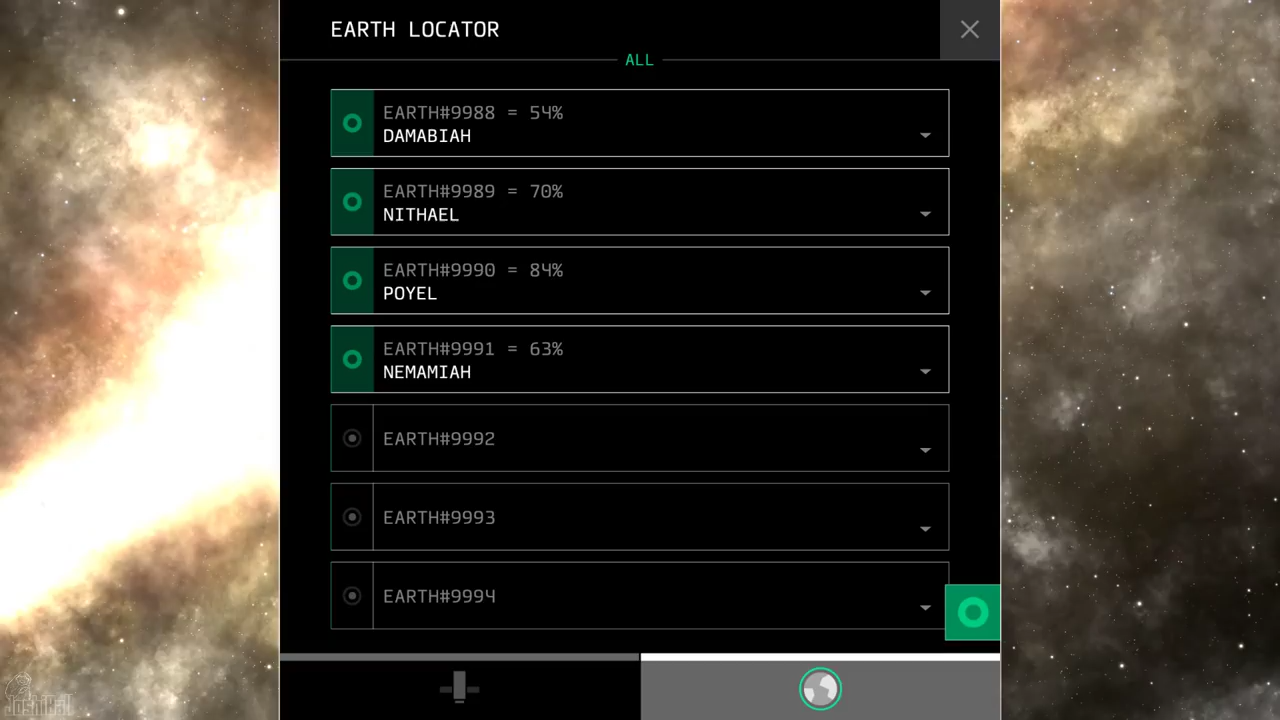 EARTH LOCATOR
ALL
EARTH#9988 = 54%
DAMABIAH
EARTH#9989 = 70%
NITHAEL
EARTH#9990 = 84%
POYEL
EARTH#9991 = 63%
NEMAMIAH
EARTH#9992
EARTH#9993
EARTH#9994
JoshiBall